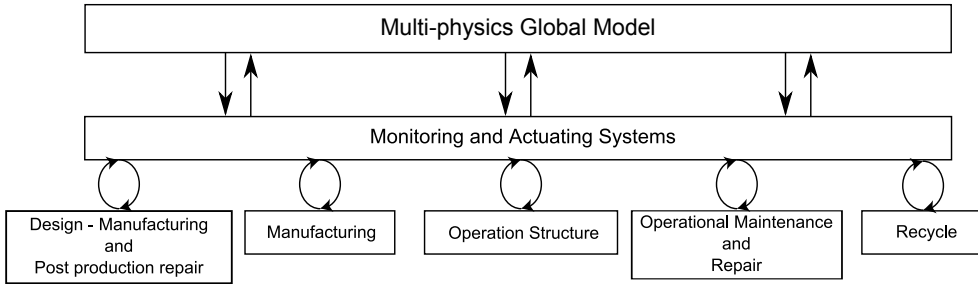 Multi-physics Global Model
Monitoring and Actuating Systems
Design - Manufacturing
and
Post production repair
Manufacturing
Operation Structure
Operational Maintenance
and
Repair
Recycle